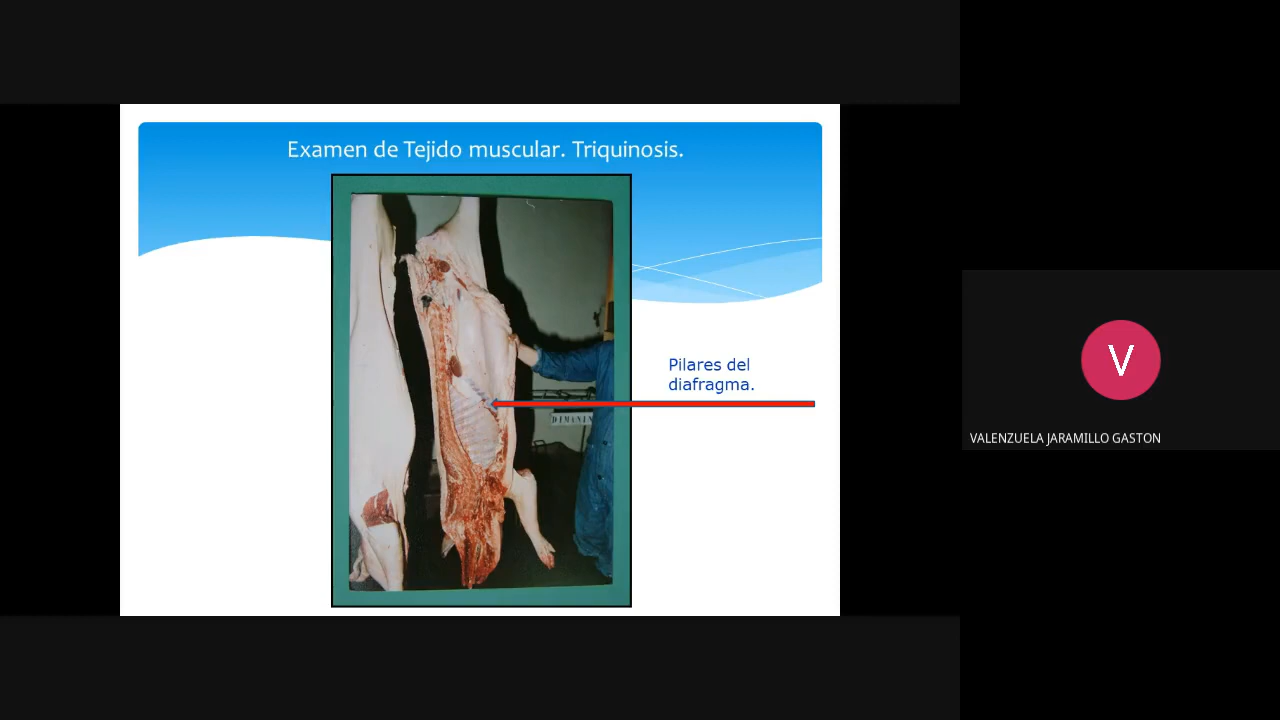 Examen de Tejido muscular. Triquinosis.
Pilares del
diafragma.
V
VALENZUELA JARAMILLO GASTON